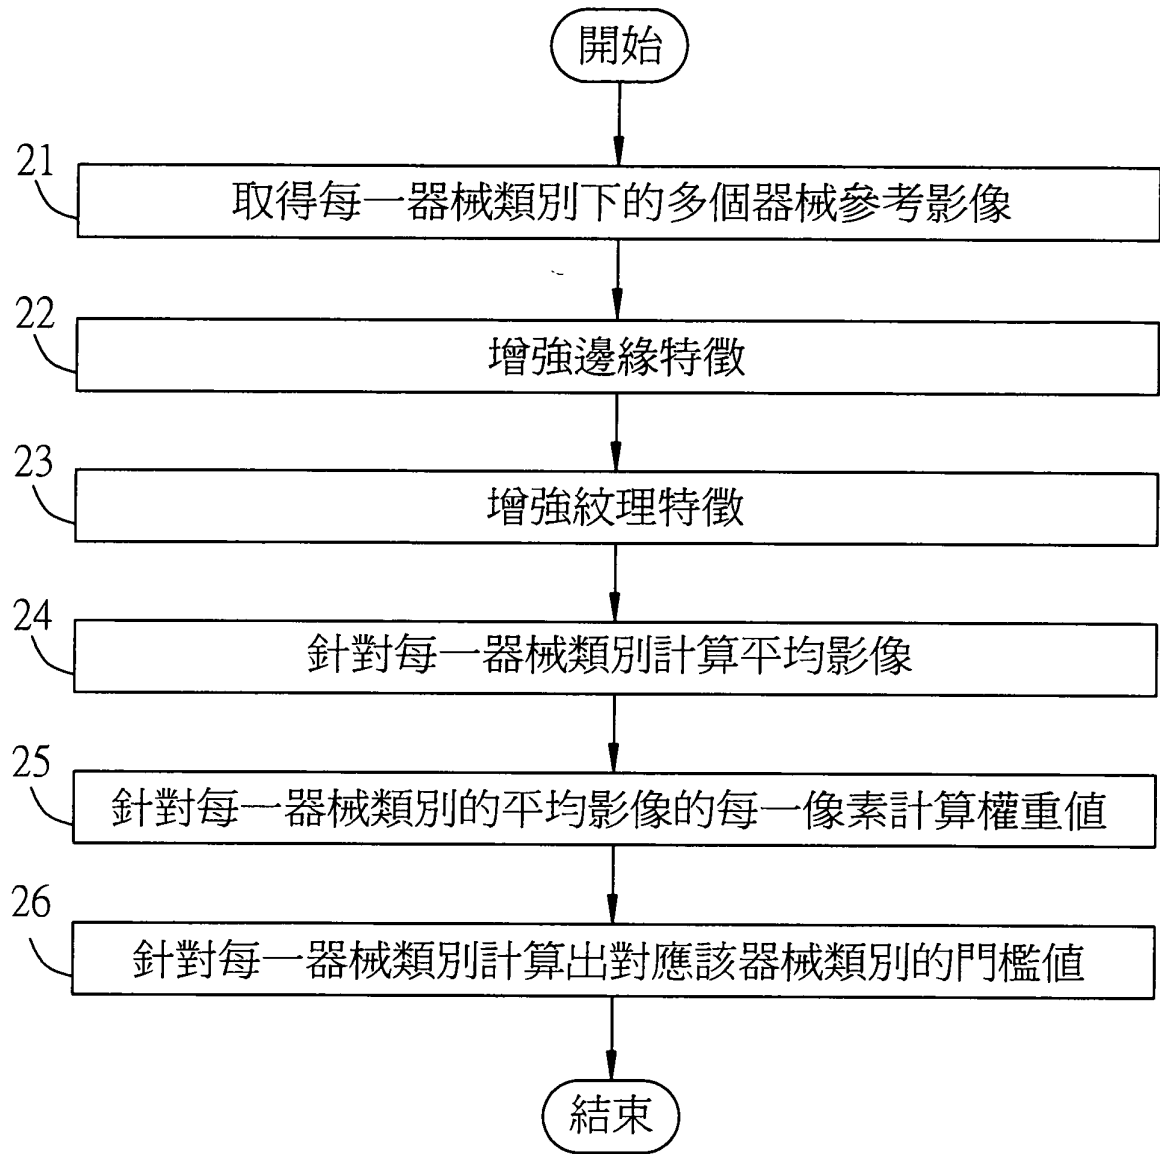 開始
21
取得每一器械類別下的多個器械參考影像
22
增強邊緣特徵
23
增強紋理特徵
24
針對每一器械類別計算平均影像
25
針對每一器械類別的平均影像的每一像素計算權重值
26
針對每一器械類別計算出對應該器械類別的門檻值
結束